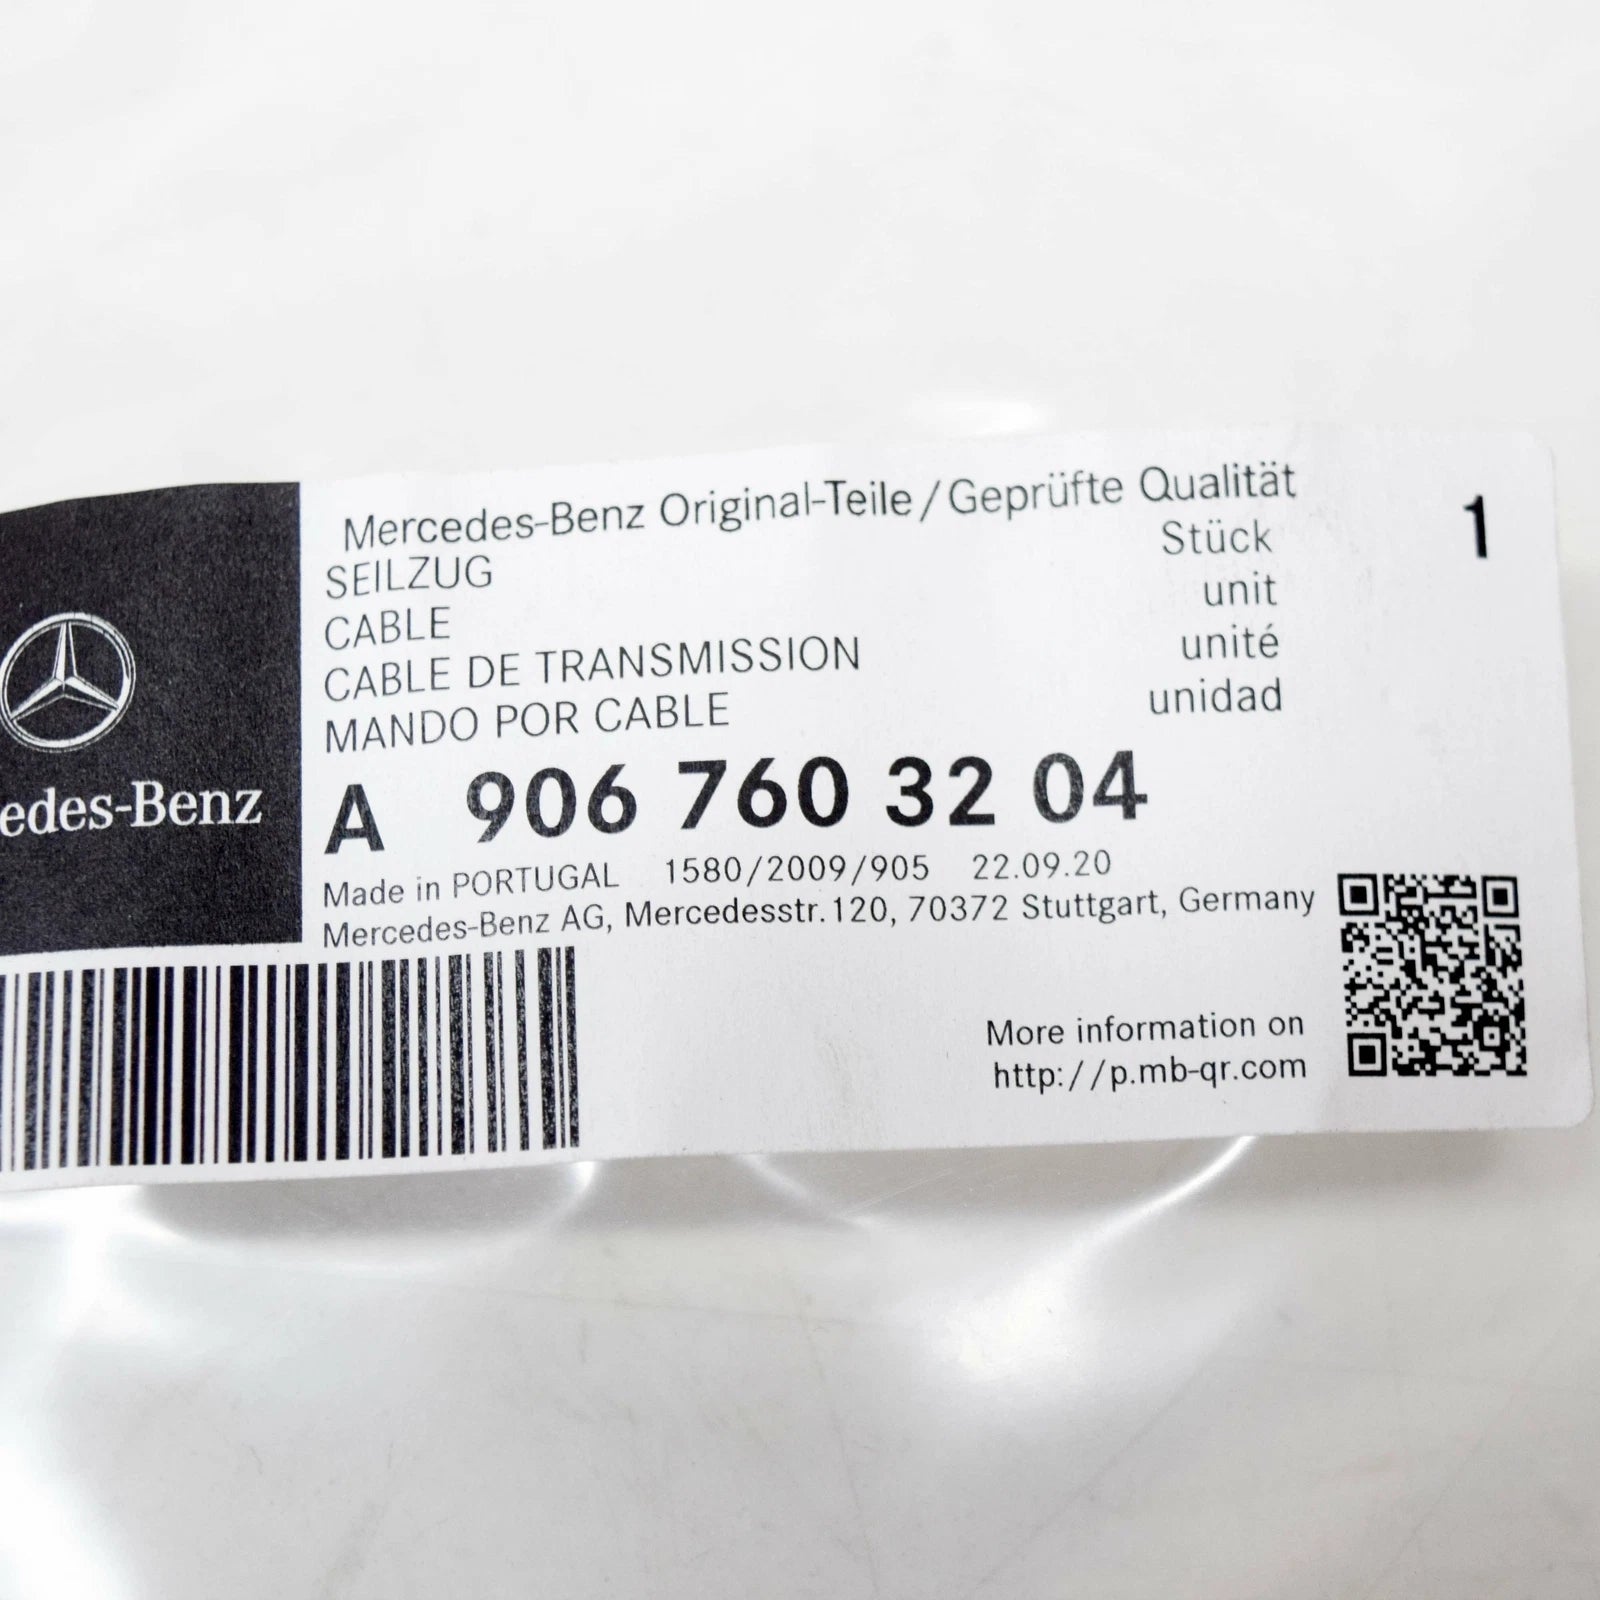 Mercedes-Benz Original-Teile/Geprüfte Qualität
SEILZUG Stück 1
CABLE unit
CABLE DE TRANSMISSION unité
MANDO POR CABLE unidad
edes-Benz
A 906 760 32 04
Made in PORTUGAL 1580/2009/905 22.09.20
Mercedes-Benz AG, Mercedesstr.120, 70372 Stuttgart, Germany
More information on
http://p.mb-qr.com